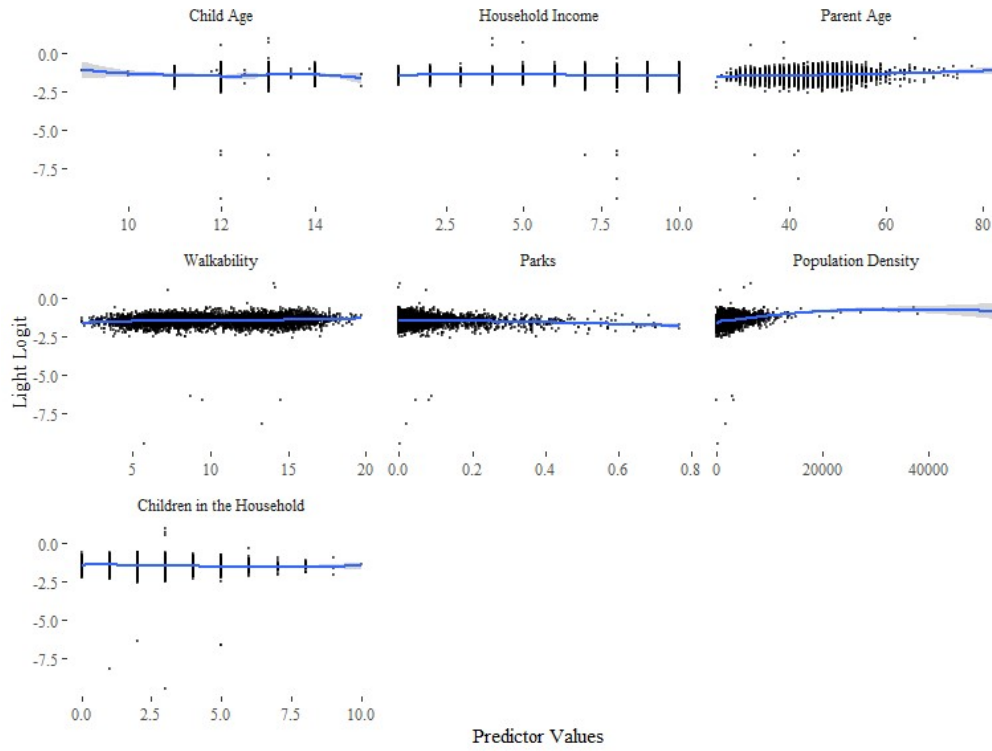 Child Age
Household Income
Parent Age
0.0
-2.5
-5.0
-7.5
10 12 14
2.5 5.0 7.5 10.0
40 60 80
Walkability
Parks
Population Density
Light Logit
0.0
-2.5
-5.0
-7.5
5 10 15 20
0.0 0.2 0.4 0.6 0.8
0 20000 40000
Children in the Household
0.0
-2.5
-5.0
-7.5
0.0 2.5 5.0 7.5 10.0
Predictor Values